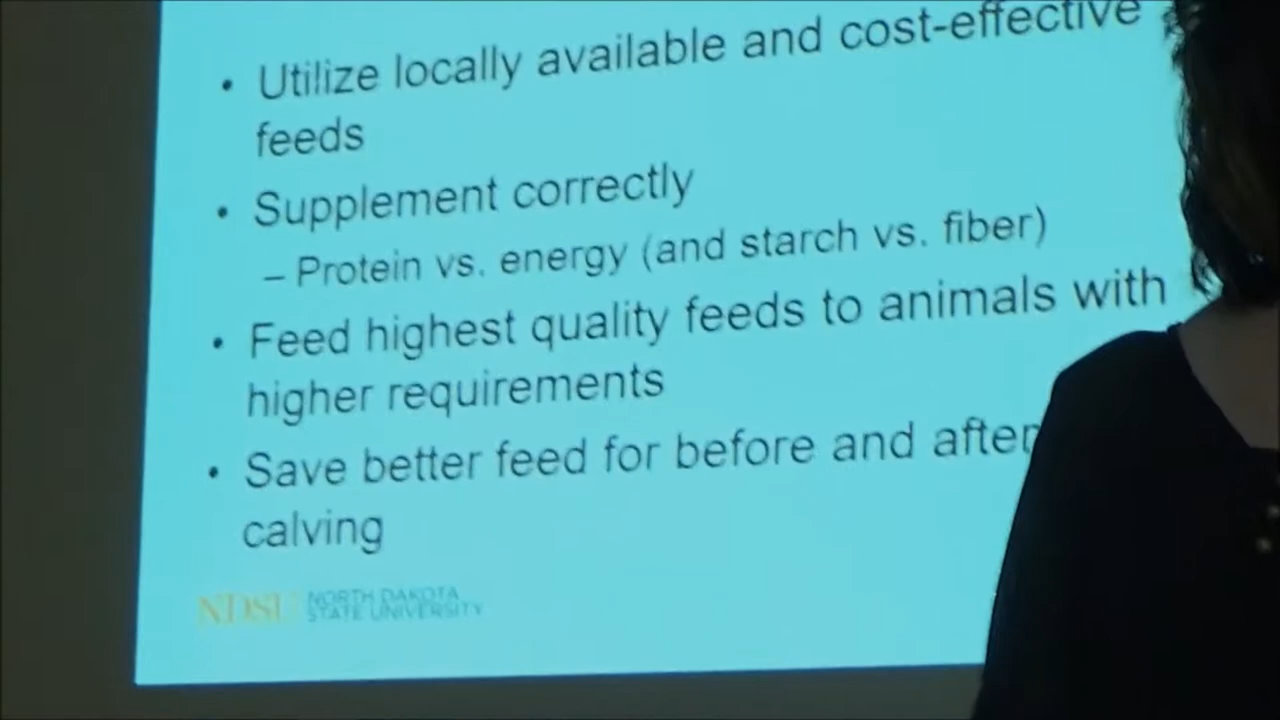 • Utilize locally available and cost-effective
feeds
• Supplement correctly
– Protein vs. energy (and starch vs. fiber)
• Feed highest quality feeds to animals with
higher requirements
• Save better feed for before and after
calving
NDSU NORTH DAKOTA
STATE UNIVERSITY